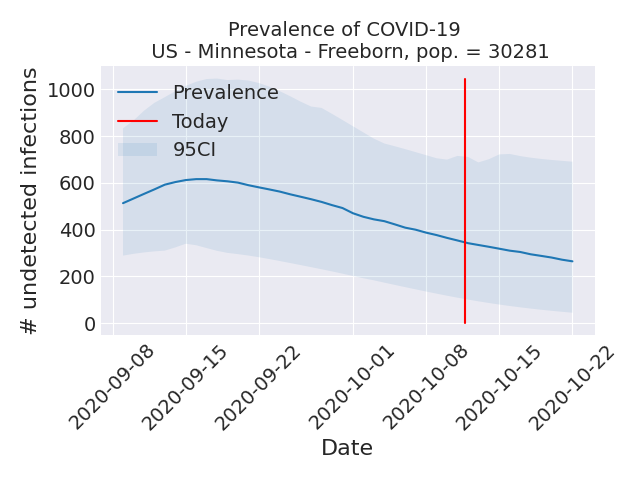 Prevalence of COVID-19
US - Minnesota - Freeborn, pop. = 30281
# undetected infections
1000
800
600
400
200
0
Prevalence
Today
95CI
2020-09-08
2020-09-15
2020-09-22
2020-10-01
2020-10-08
2020-10-15
2020-10-22
Date